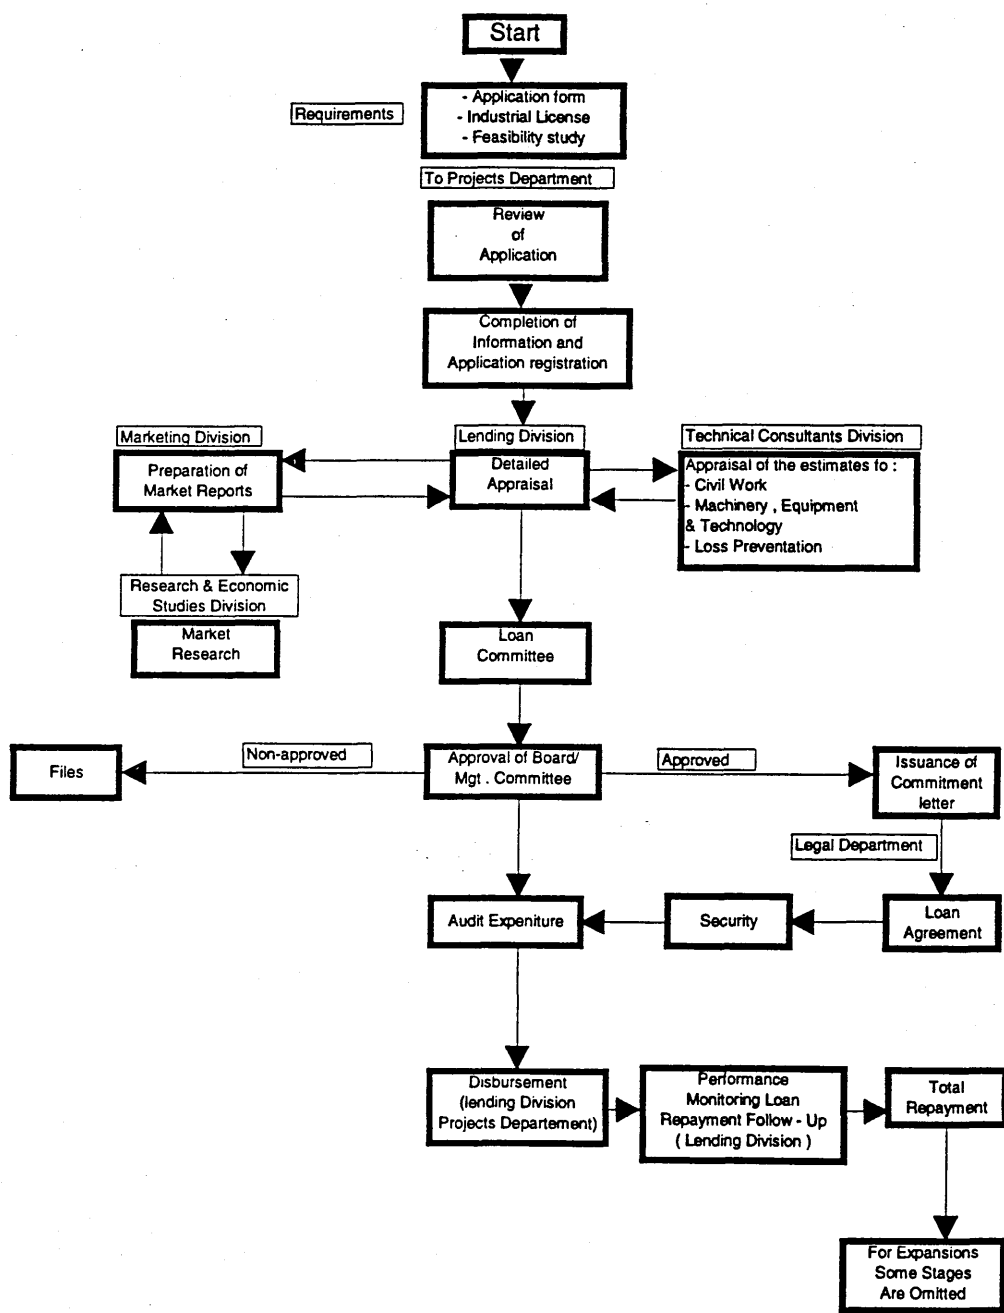 Start
Requirements
- Application form
- Industrial License
- Feasibility study
To Projects Department
Review
of
Application
Completion of
Information and
Application registration
Marketing Division
Preparation of
Market Reports
Lending Division
Detailed
Appraisal
Technical Consultants Division
Appraisal of the estimates fo :
- Civil Work
- Machinery , Equipment
& Technology
- Loss Preventation
Research & Economic
Studies Division
Market
Research
Loan
Committee
Files
Non-approved
Approval of Board/
Mgt . Committee
Approved
Issuance of
Commitment
letter
Legal Department
Audit Expeniture
Security
Loan
Agreement
Disbursement
(lending Division
Projects Departement)
Performance
Monitoring Loan
Repayment Follow - Up
( Lending Division )
Total
Repayment
For Expansions
Some Stages
Are Omitted